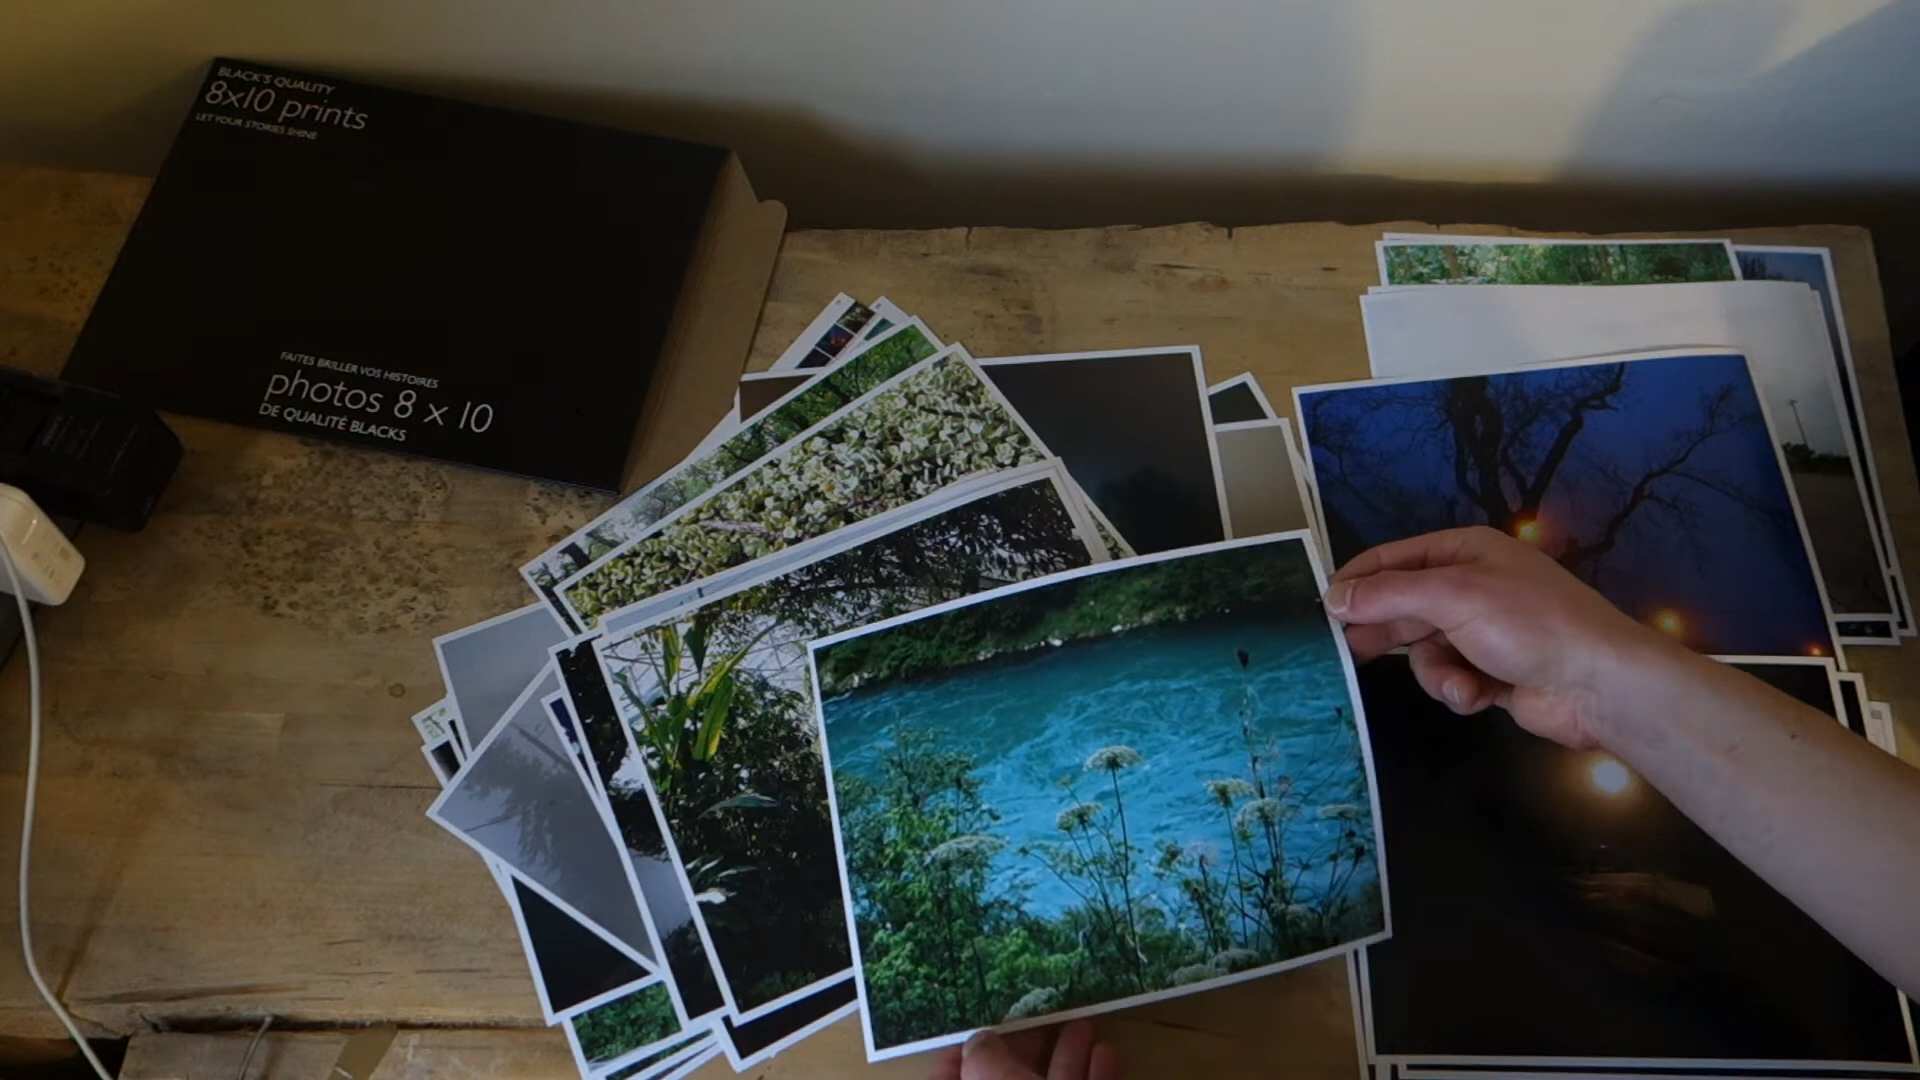 BLACK'S QUALITY
8x10 prints
LET YOUR STORIES SHINE
FAITES BRILLER VOS HISTOIRES
photos 8 x 10
DE QUALITÉ BLACKS